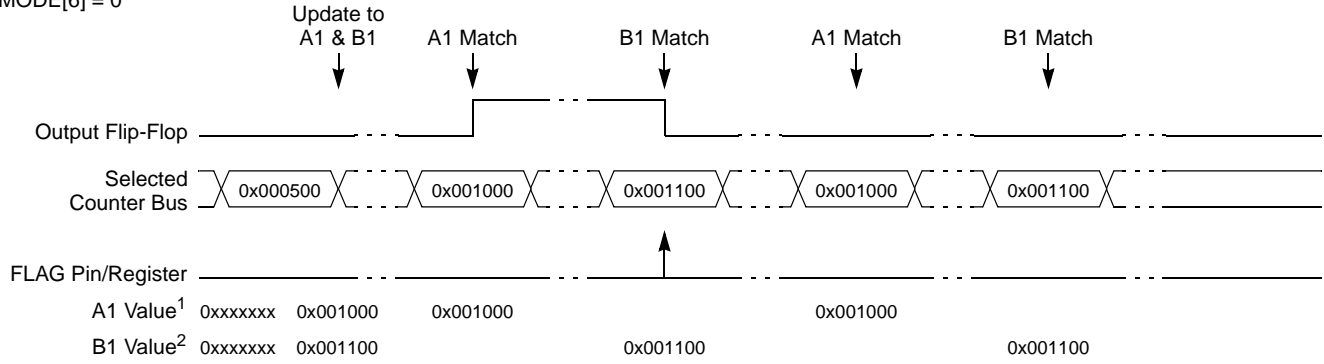 MODE[6] = 0
Update to
A1 & B1 A1 Match B1 Match A1 Match B1 Match
Output Flip-Flop
Selected
Counter Bus
0x000500 0x001000 0x001100 0x001000 0x001100
FLAG Pin/Register
A1 Value1 0xxxxxxx 0x001000 0x001000 0x001000
B1 Value2 0xxxxxxx 0x001100 0x001100 0x001100